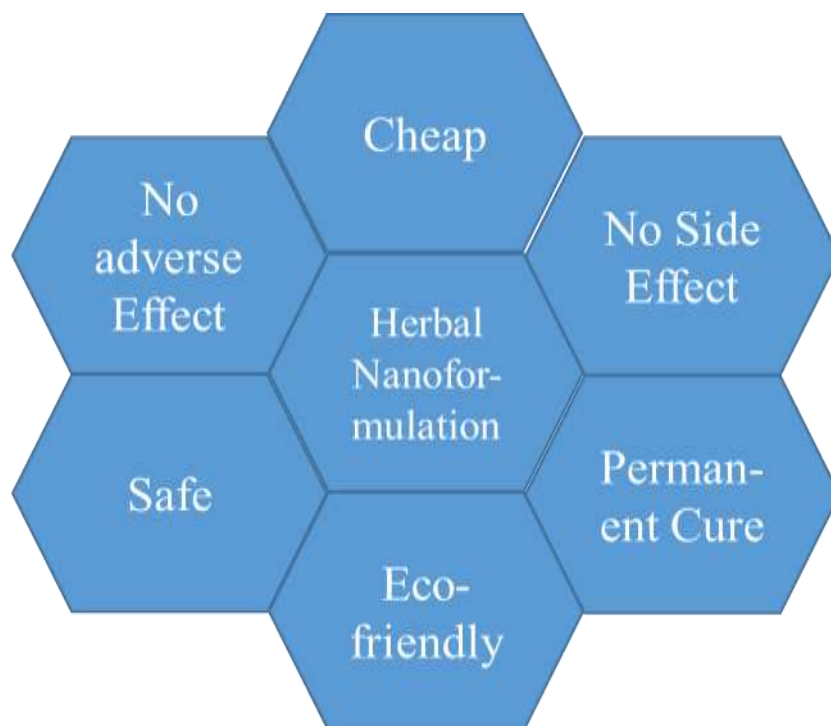 Cheap
No
adverse
Effect
No Side
Effect
Herbal
Nanofor-
mulation
Safe
Perman-
ent Cure
Eco-
friendly